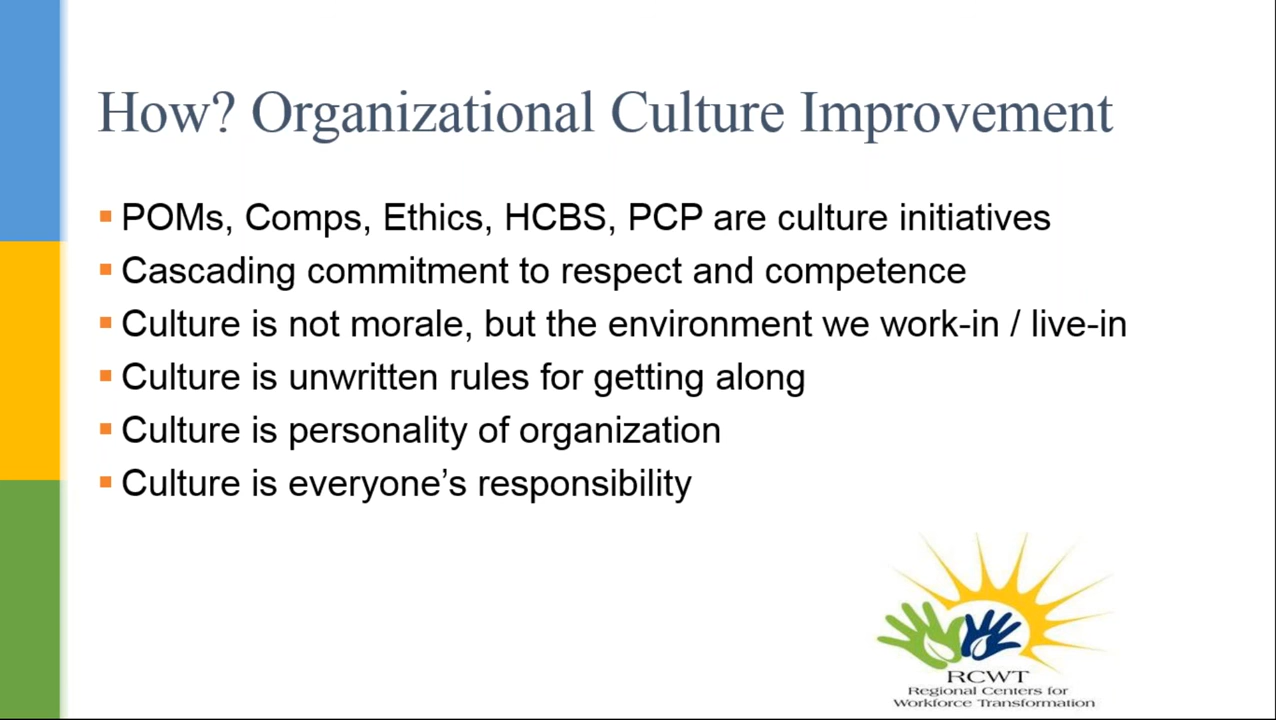 How? Organizational Culture Improvement
POMs, Comps, Ethics, HCBS, PCP are culture initiatives
Cascading commitment to respect and competence
Culture is not morale, but the environment we work-in / live-in
Culture is unwritten rules for getting along
Culture is personality of organization
Culture is everyone’s responsibility
RCWT
Regional Centers for
Workforce Transformation